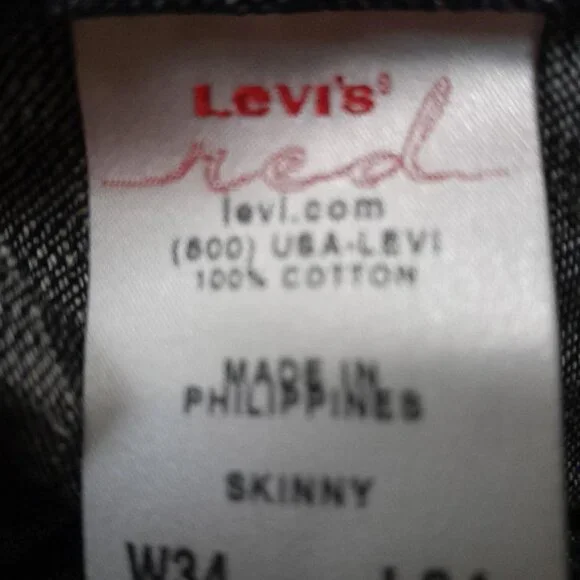 LEVI'S®
red
levi.com
(800) USA-LEVI
100% COTTON
MADE IN
PHILIPPINES
SKINNY
W34